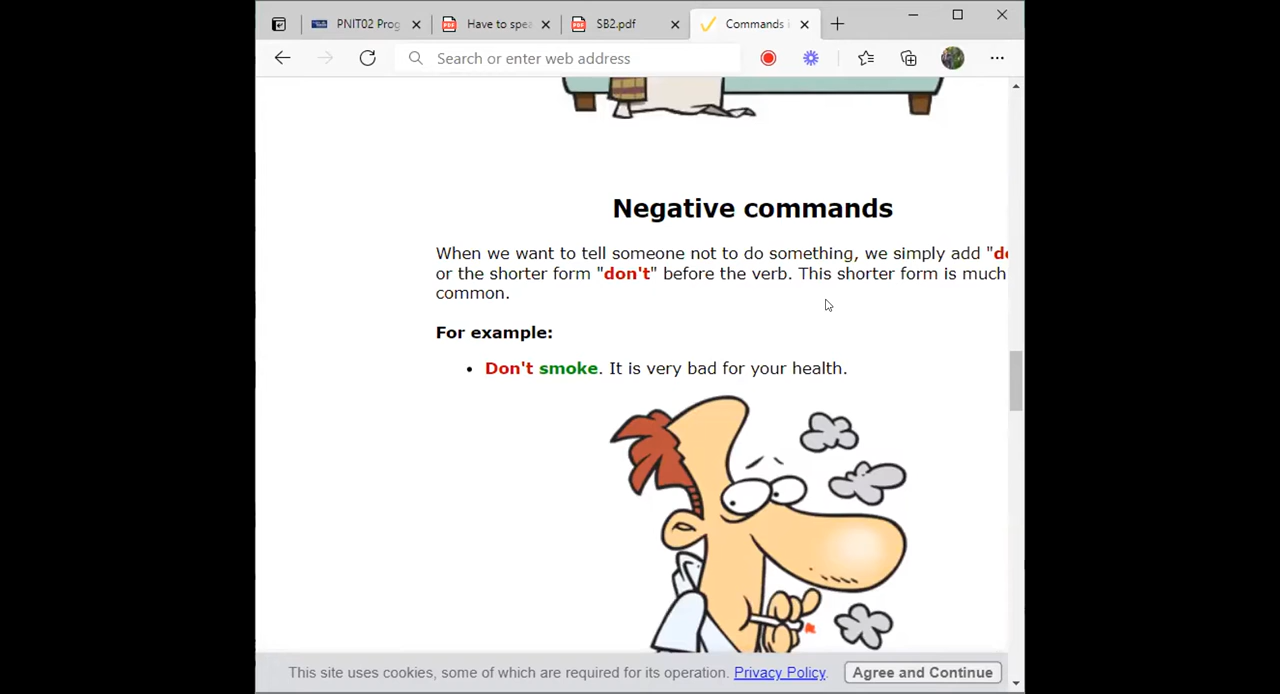 PNIT02 Prog
Have to spea
SB2.pdf
Commands i
Search or enter web address
Negative commands
When we want to tell someone not to do something, we simply add "do
or the shorter form "don't" before the verb. This shorter form is much
common.
For example:
Don't smoke. It is very bad for your health.
This site uses cookies, some of which are required for its operation. Privacy Policy.
Agree and Continue